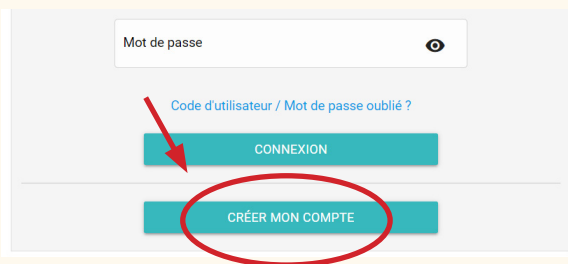 Mot de passe
Code d'utilisateur / Mot de passe oublié ?
CONNEXION
CRÉER MON COMPTE